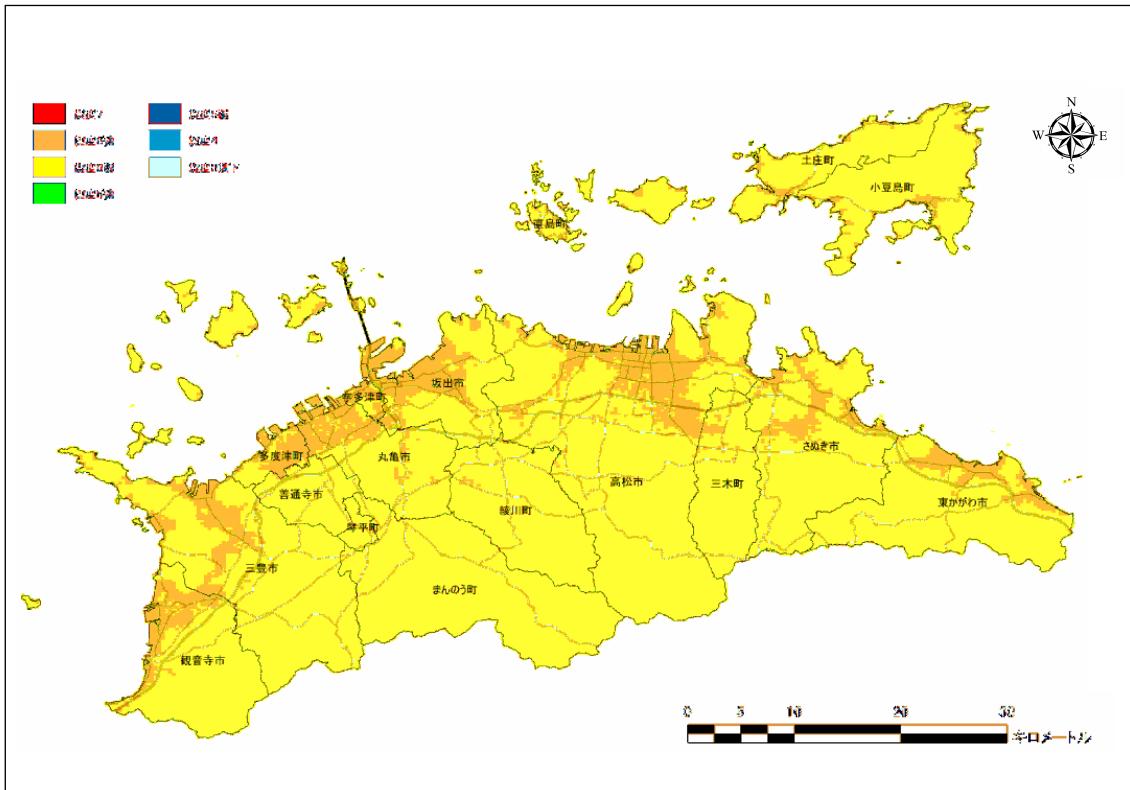 N
W
E
S
土庄町
小豆島町
直島町
坂出市
宇多津町
多度津町
丸亀市
さぬき市
善通寺市
高松市
三木町
東かがわ市
綾川町
琴平町
三豊市
まんのう町
観音寺市
0 5 10 20 30
キロメートル